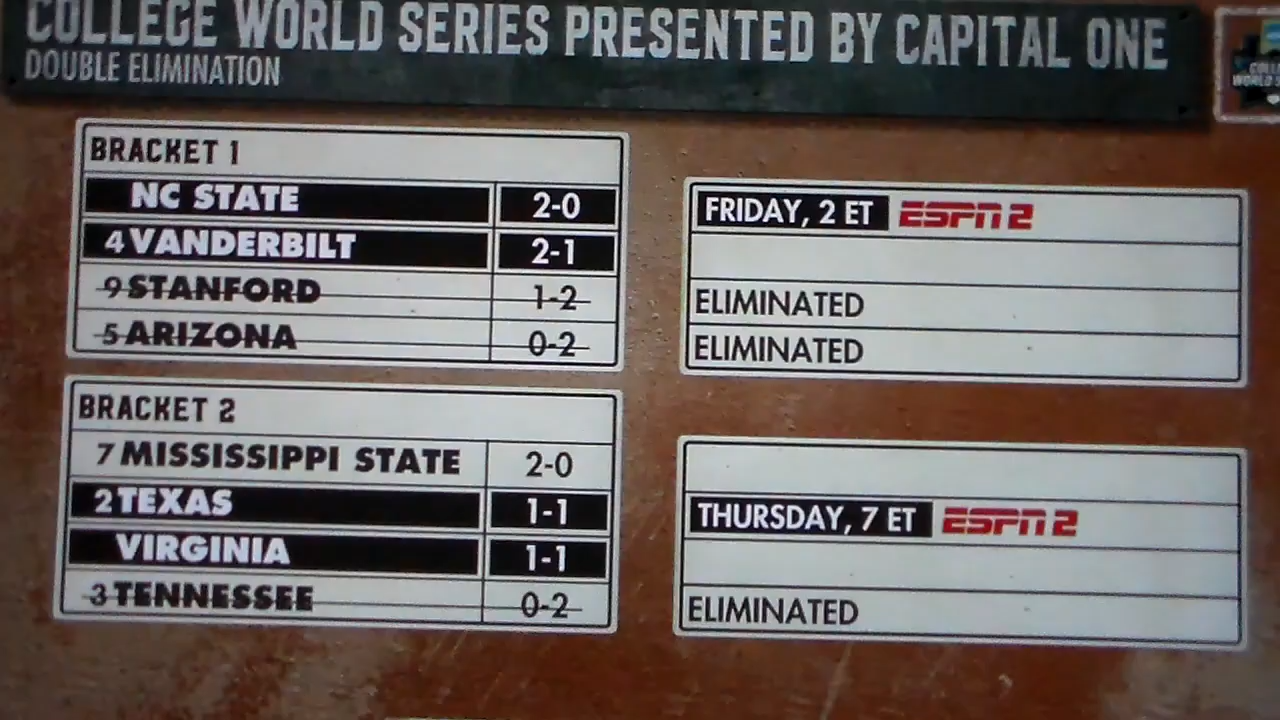 COLLEGE WORLD SERIES PRESENTED BY CAPITAL ONE
DOUBLE ELIMINATION
BRACKET 1
NC STATE 2-0 FRIDAY, 2 ET ESPN2
4 VANDERBILT 2-1
9 STANFORD 1-2 ELIMINATED
5 ARIZONA 0-2 ELIMINATED
BRACKET 2
7 MISSISSIPPI STATE 2-0
2 TEXAS 1-1 THURSDAY, 7 ET ESPN2
VIRGINIA 1-1
3 TENNESSEE 0-2 ELIMINATED